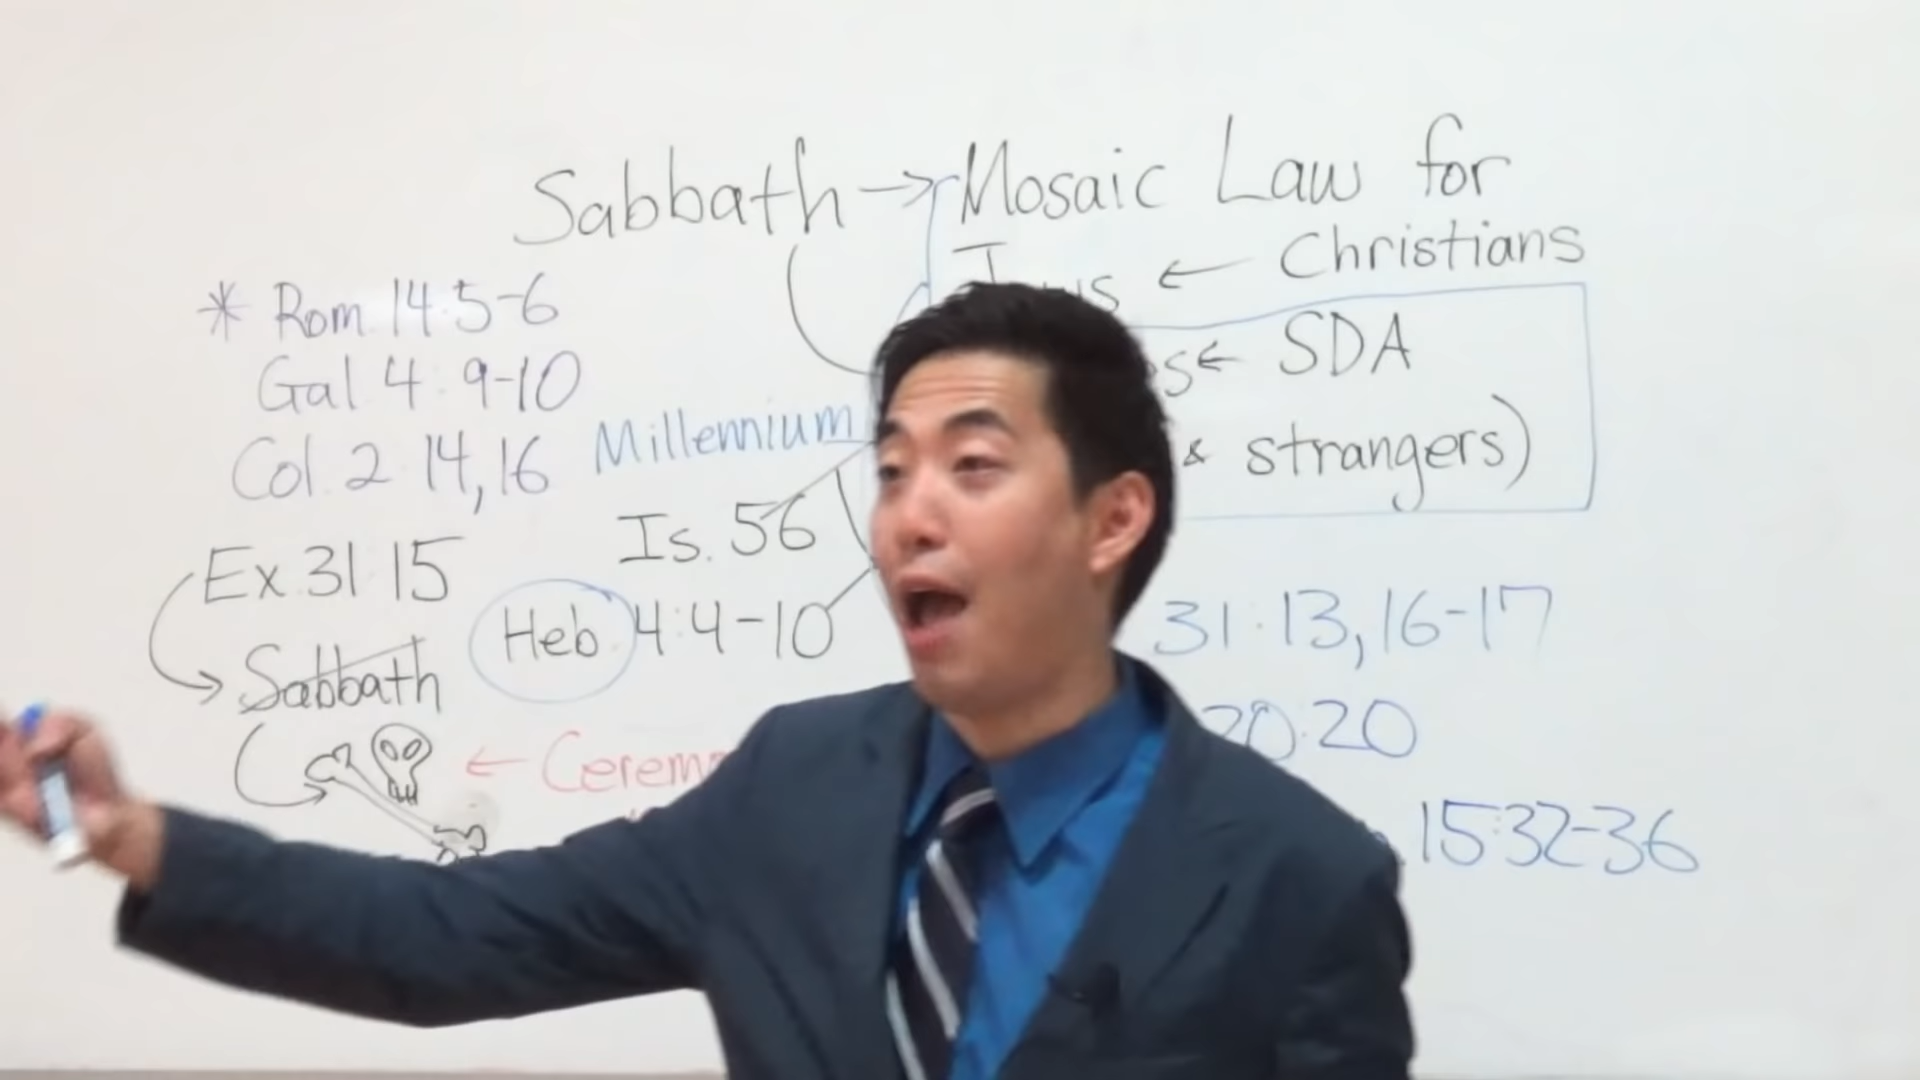 Sabbath → Mosaic Law for
← Christians
* Rom. 14:5-6
← SDA
Gal 4:9-10
Millennium
& strangers)
Col. 2:14,16
Is. 56
Ex. 31:15
Heb. 4:4-10
31:13,16-17
Sabbath
20:20
←
15:32-36